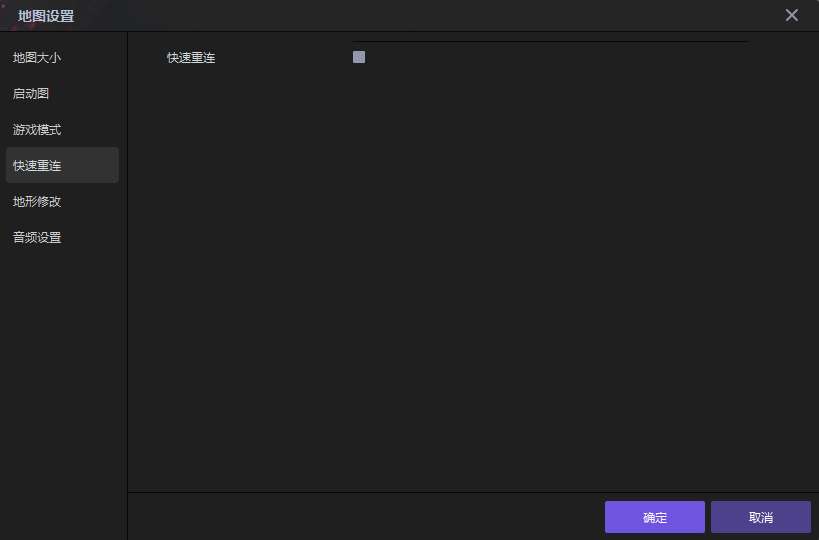 地图设置
地图大小
启动图
游戏模式
快速重连
地形修改
音频设置
快速重连
确定
取消